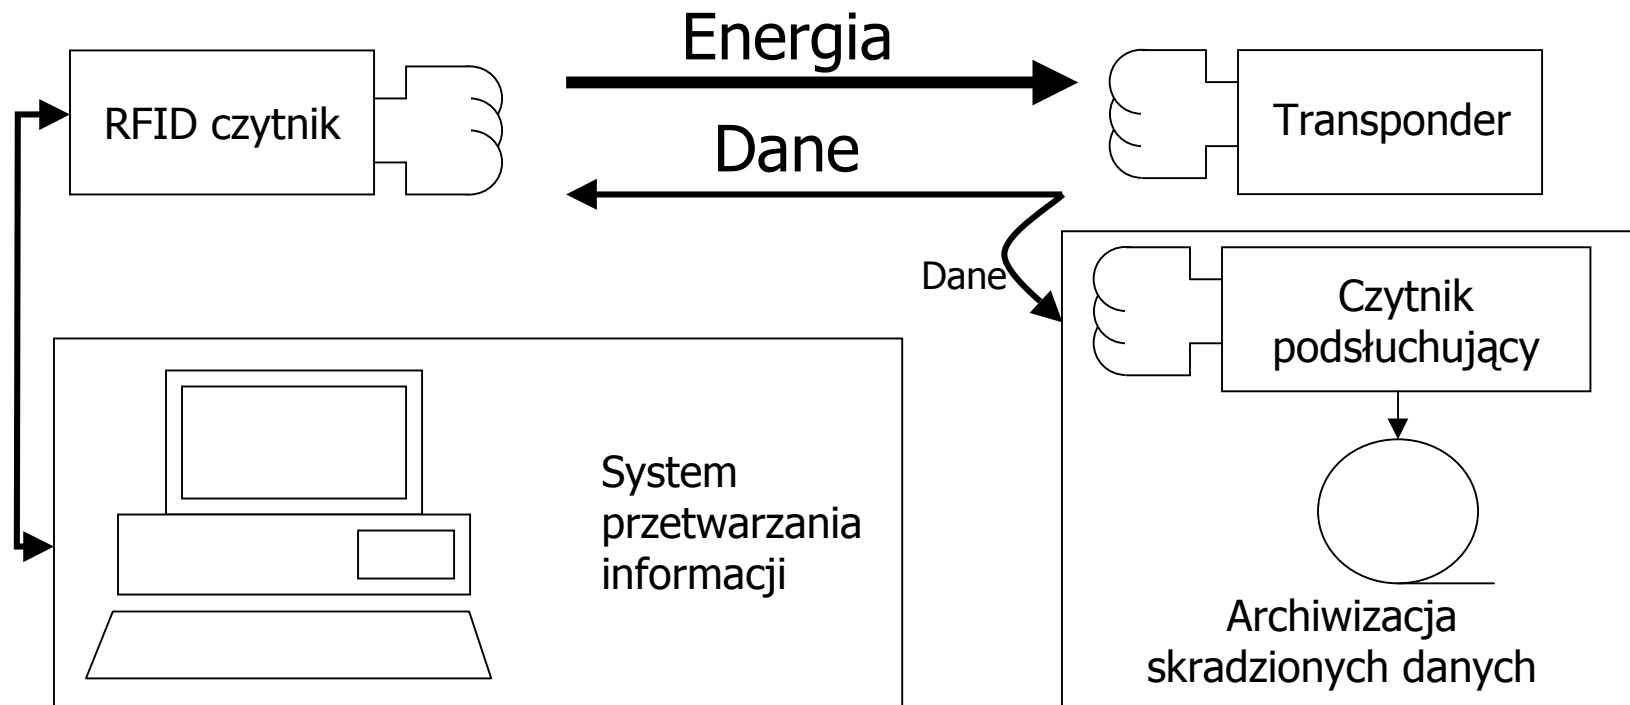 Energia
RFID czytnik
Transponder
Dane
Dane
Czytnik
podsłuchujący
System
przetwarzania
informacji
Archiwizacja
skradzionych danych